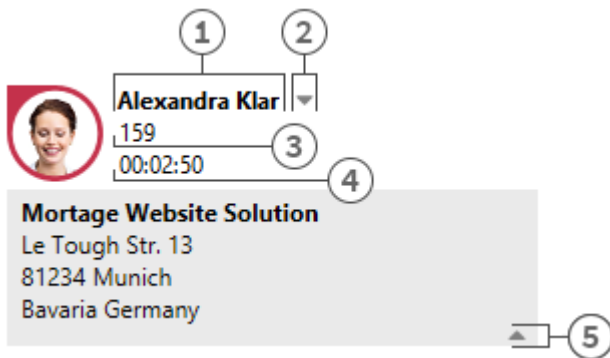 1 2
Alexandra Klar
159
3
00:02:50
4
Mortage Website Solution
Le Tough Str. 13
81234 Munich
Bavaria Germany
5